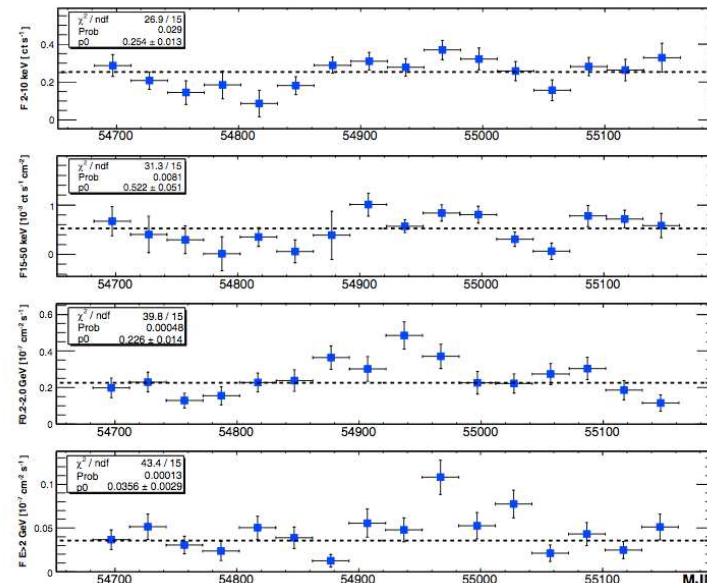 χ² / ndf 26.9 / 15
Prob 0.029
p0 0.254 ± 0.013
F 2-10 keV [ct s⁻¹]
0.4
0.2
0
54700 54800 54900 55000 55100
χ² / ndf 31.3 / 15
Prob 0.0081
p0 0.522 ± 0.051
F15-50 keV [10⁻³ ct s⁻¹ cm⁻²]
1
0
54700 54800 54900 55000 55100
χ² / ndf 39.8 / 15
Prob 0.00048
p0 0.226 ± 0.014
F0.2-2.0 GeV [10⁻⁷ cm⁻² s⁻¹]
0.6
0.4
0.2
0
54700 54800 54900 55000 55100
χ² / ndf 43.4 / 15
Prob 0.00013
p0 0.0356 ± 0.0029
F E>2 GeV [10⁻⁷ cm⁻² s⁻¹]
0.1
0.05
0
54700 54800 54900 55000 55100